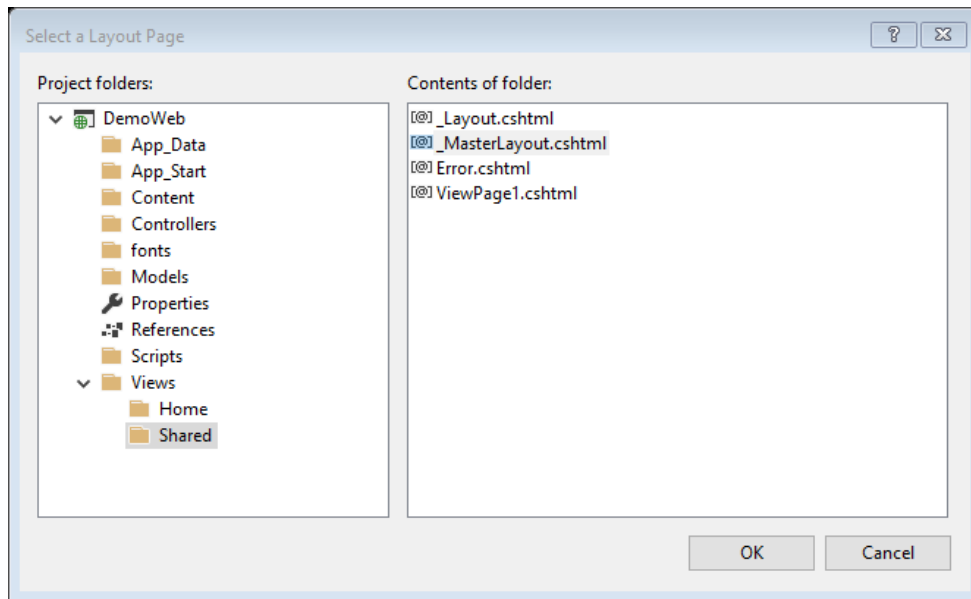 Select a Layout Page
Project folders:
DemoWeb
App_Data
App_Start
Content
Controllers
fonts
Models
Properties
References
Scripts
Views
Home
Shared
Contents of folder:
[@] _Layout.cshtml
[@] _MasterLayout.cshtml
[@] Error.cshtml
[@] ViewPage1.cshtml
OK
Cancel